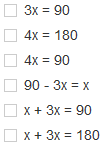 3x = 90
4x = 180
4x = 90
90 - 3x = x
x + 3x = 90
x + 3x = 180